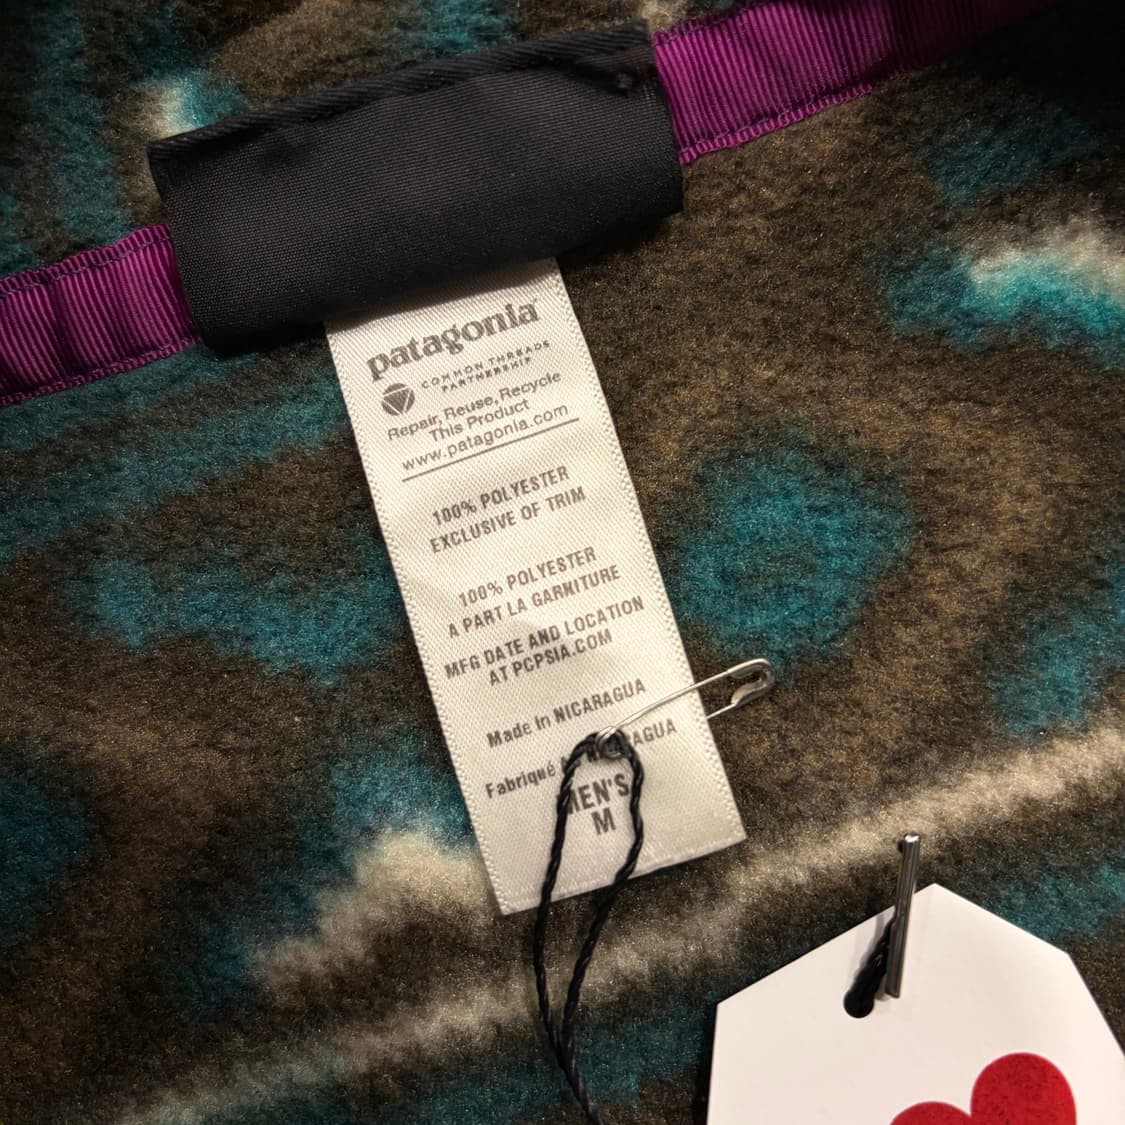 patagonia
COMMON THREADS
PARTNERSHIP
Repair, Reuse, Recycle
This Product
www.patagonia.com
100% POLYESTER
EXCLUSIVE OF TRIM
100% POLYESTER
A PART LA GARNITURE
MFG DATE AND LOCATION
AT PCPSIA.COM
Made in NICARAGUA
Fabriqué
MEN'S
M